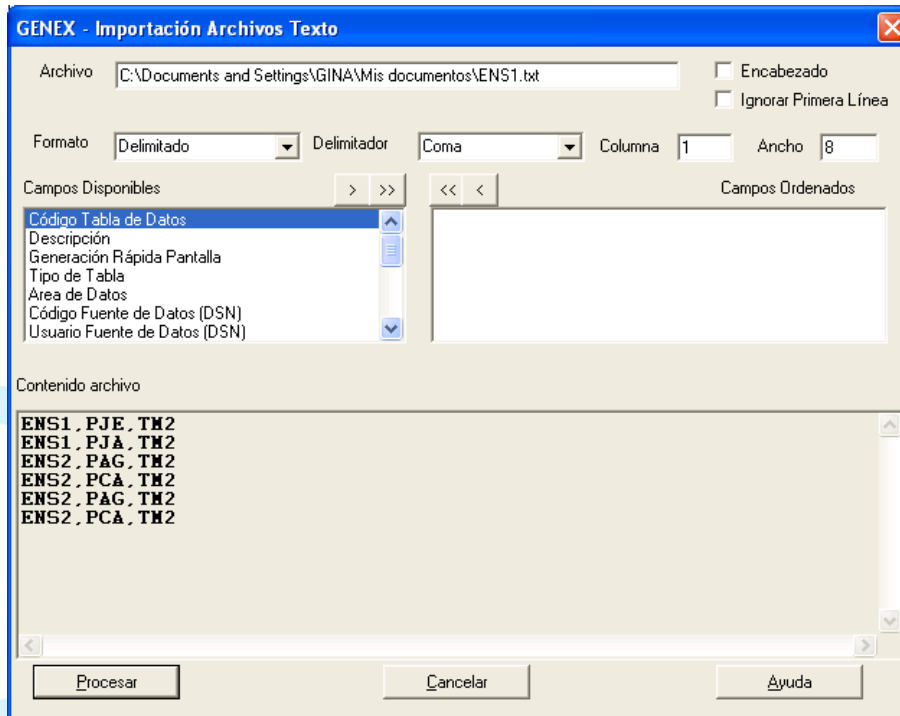 GENEX - Importación Archivos Texto
Archivo C:\Documents and Settings\GINA\Mis documentos\ENS1.txt Encabezado
Ignorar Primera Línea
Formato Delimitado Delimitador Coma Columna 1 Ancho 8
Campos Disponibles > >> << < Campos Ordenados
Código Tabla de Datos
Descripción
Generación Rápida Pantalla
Tipo de Tabla
Area de Datos
Código Fuente de Datos (DSN)
Usuario Fuente de Datos (DSN)
Contenido archivo
ENS1,PJE,TM2
ENS1,PJA,TM2
ENS2,PAG,TM2
ENS2,PCA,TM2
ENS2,PAG,TM2
ENS2,PCA,TM2
Procesar Cancelar Ayuda